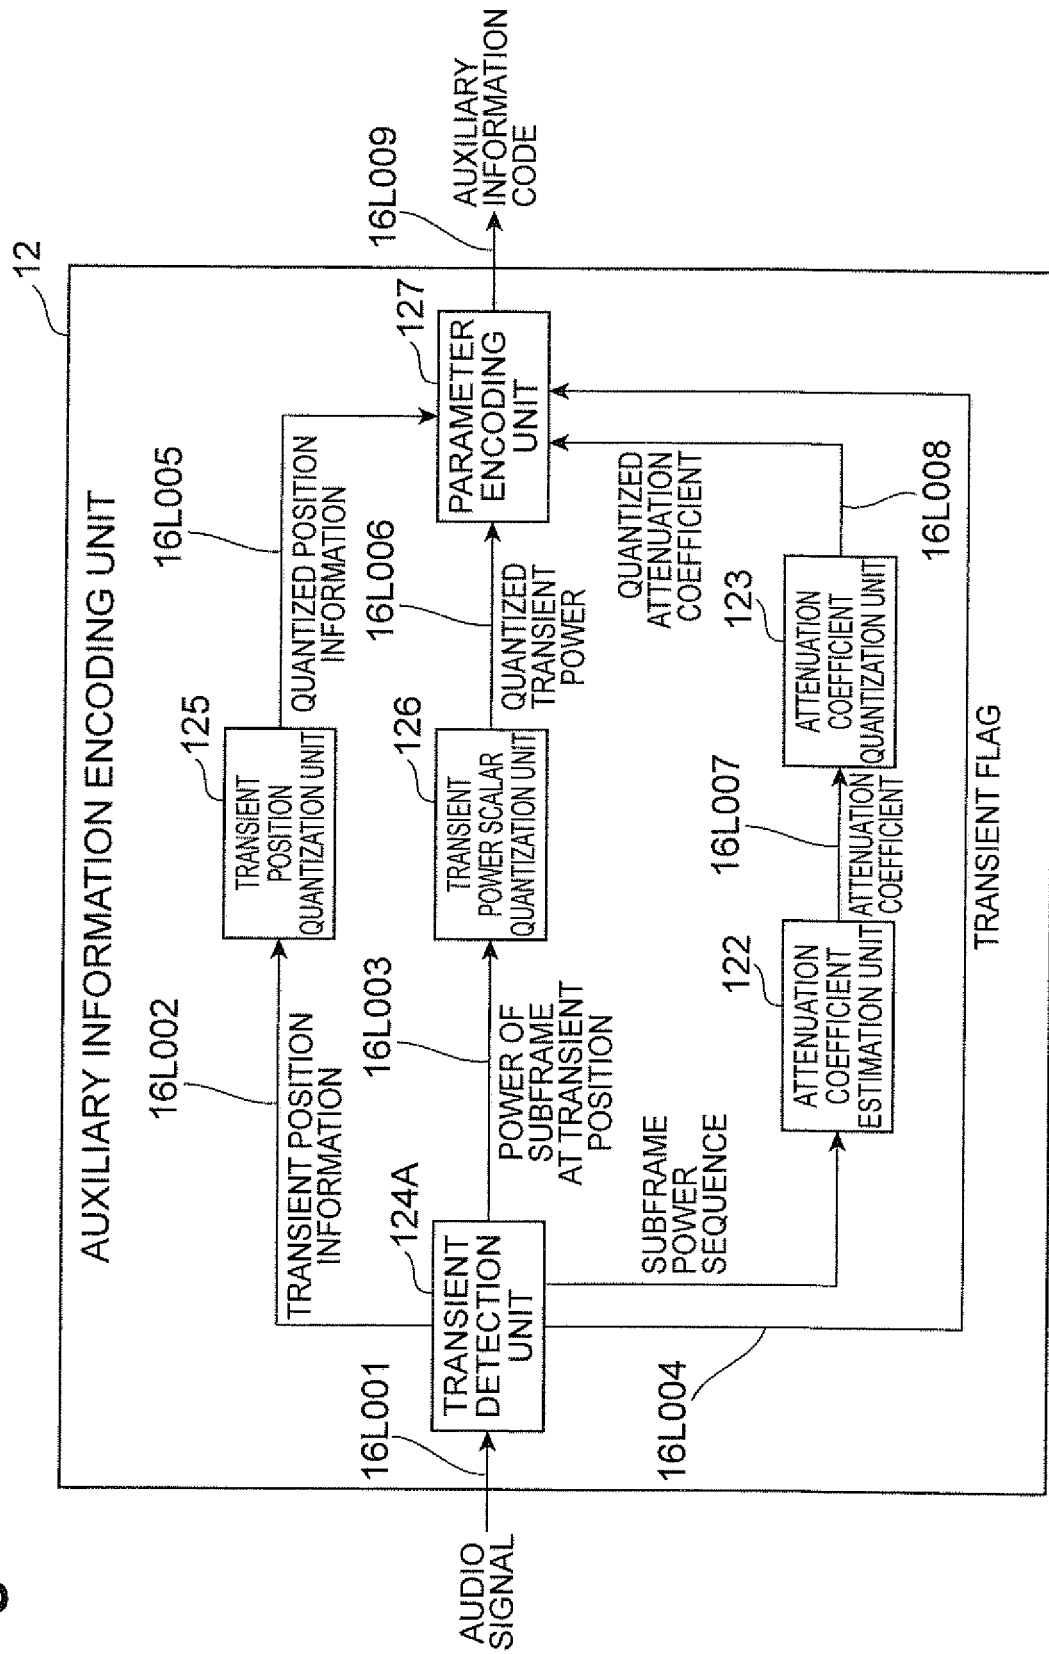 12
AUXILIARY INFORMATION ENCODING UNIT
AUDIO
SIGNAL
16L001
TRANSIENT
DETECTION
UNIT
124A
TRANSIENT POSITION
INFORMATION
16L002
TRANSIENT
POSITION
QUANTIZATION UNIT
125
QUANTIZED POSITION
INFORMATION
16L005
POWER OF
SUBFRAME
AT TRANSIENT
POSITION
16L003
TRANSIENT
POWER SCALAR
QUANTIZATION UNIT
126
QUANTIZED
TRANSIENT
POWER
16L006
PARAMETER
ENCODING
UNIT
127
16L009
AUXILIARY
INFORMATION
CODE
SUBFRAME
POWER
SEQUENCE
ATTENUATION
COEFFICIENT
ESTIMATION UNIT
122
ATTENUATION
COEFFICIENT
16L007
ATTENUATION
COEFFICIENT
QUANTIZATION UNIT
123
QUANTIZED
ATTENUATION
COEFFICIENT
16L008
16L004
TRANSIENT FLAG